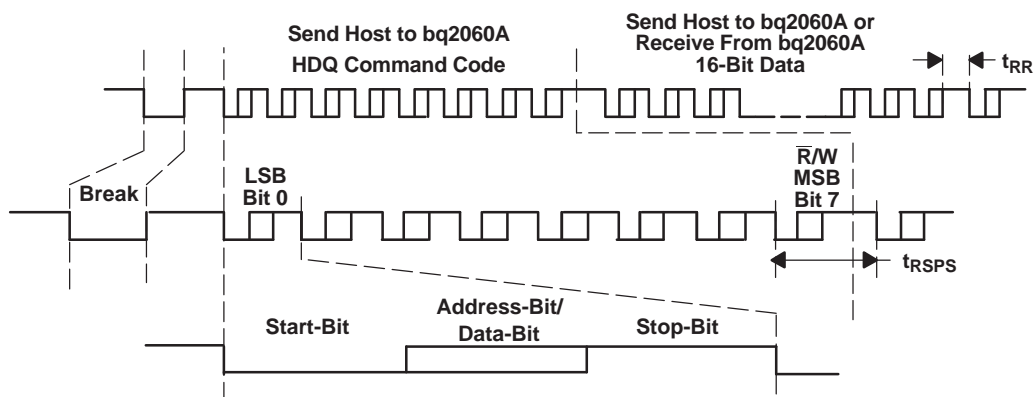 Send Host to bq2060A
HDQ Command Code
Send Host to bq2060A or
Receive From bq2060A
16-Bit Data
tRR
Break
LSB
Bit 0
R̅/W
MSB
Bit 7
tRSPS
Start-Bit
Address-Bit/
Data-Bit
Stop-Bit